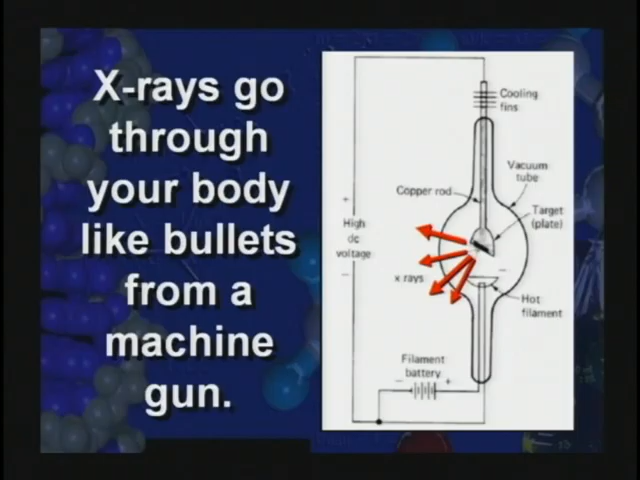 X-rays go
through
your body
like bullets
from a
machine
gun.
Cooling
fins
Vacuum
tube
Copper rod
Target
(plate)
+
High
dc
voltage
−
x rays
−
Hot
filament
Filament
battery
− +